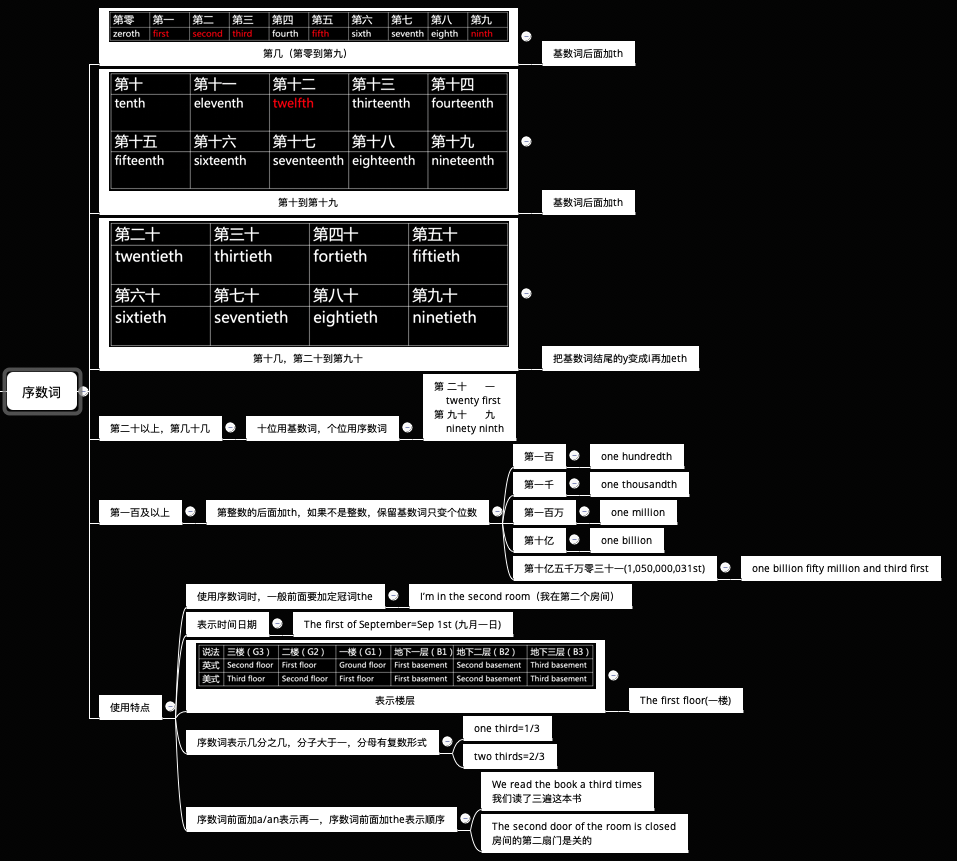 序数词
第零 第一 第二 第三 第四 第五 第六 第七 第八 第九
zeroth first second third fourth fifth sixth seventh eighth ninth
第几（第零到第九）
基数词后面加th
第十 第十一 第十二 第十三 第十四
tenth eleventh twelfth thirteenth fourteenth
第十五 第十六 第十七 第十八 第十九
fifteenth sixteenth seventeenth eighteenth nineteenth
第十到第十九
基数词后面加th
第二十 第三十 第四十 第五十
twentieth thirtieth fortieth fiftieth
第六十 第七十 第八十 第九十
sixtieth seventieth eightieth ninetieth
第十几，第二十到第九十
把基数词结尾的y变成i再加eth
第二十以上，第几十几
十位用基数词，个位用序数词
第 二十 一
twenty first
第 九十 九
ninety ninth
第一百及以上
第整数的后面加th，如果不是整数，保留基数词只变个位数
第一百
one hundredth
第一千
one thousandth
第一百万
one million
第十亿
one billion
第十亿五千万零三十一(1,050,000,031st)
one billion fifty million and third first
使用特点
使用序数词时，一般前面要加定冠词the
I’m in the second room（我在第二个房间）
表示时间日期
The first of September=Sep 1st (九月一日)
说法 三楼 ( G3 ) 二楼 ( G2 ) 一楼 ( G1 ) 地下一层 ( B1 ) 地下二层 ( B2 ) 地下三层 ( B3 )
英式 Second floor First floor Ground floor First basement Second basement Third basement
美式 Third floor Second floor First floor First basement Second basement Third basement
表示楼层
The first floor(一楼)
序数词表示几分之几，分子大于一，分母有复数形式
one third=1/3
two thirds=2/3
序数词前面加a/an表示再一，序数词前面加the表示顺序
We read the book a third times
我们读了三遍这本书
The second door of the room is closed
房间的第二扇门是关的